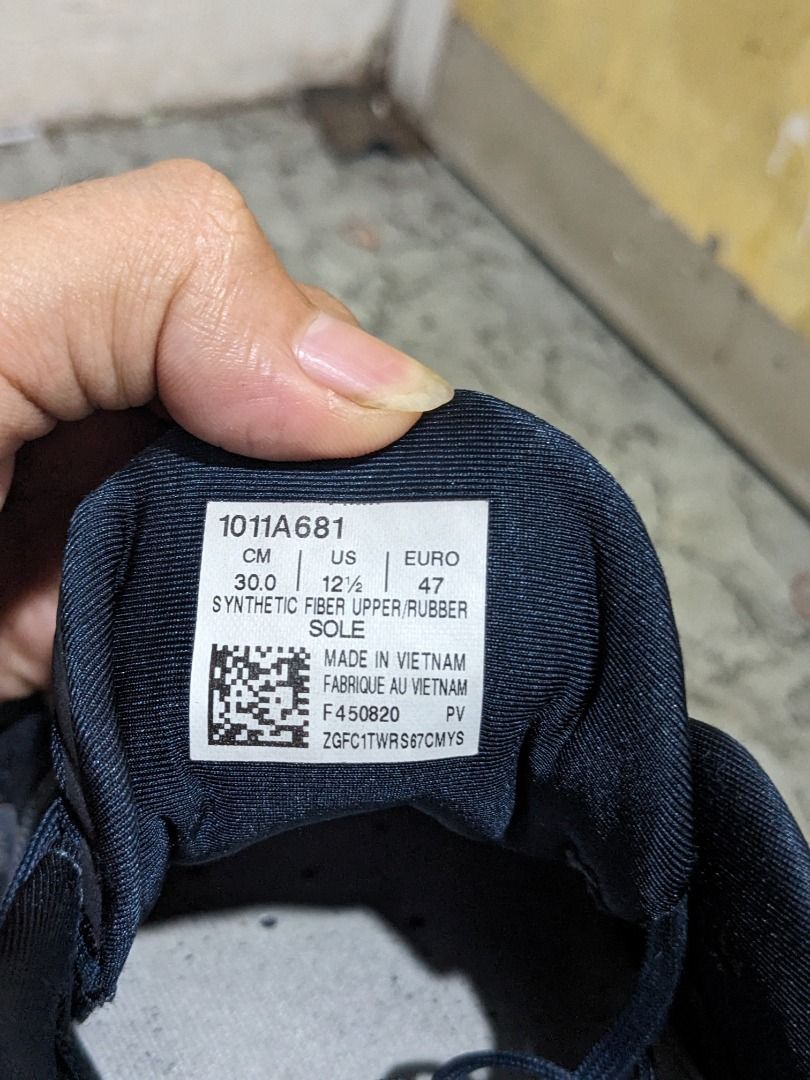 1011A681
CM | US | EURO
30.0 | 12½ | 47
SYNTHETIC FIBER UPPER/RUBBER
SOLE
MADE IN VIETNAM
FABRIQUE AU VIETNAM
F450820 PV
ZGFC1TWRS67CMYS